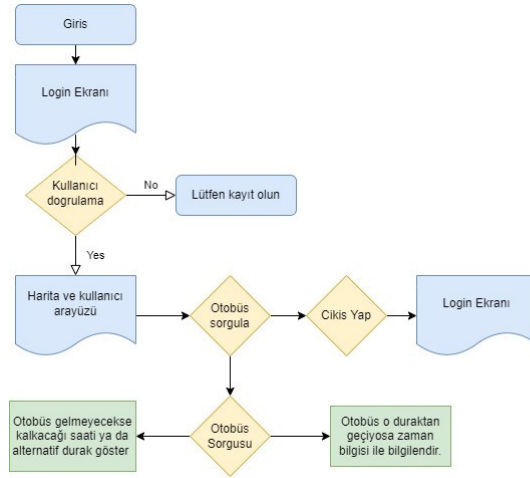 Giris
Login Ekranı
Kullanıcı
dogrulama
No
Lütfen kayıt olun
Yes
Harita ve kullanıcı
arayüzü
Otobüs
sorgula
Cikis Yap
Login Ekranı
Otobüs gelmeyecekse
kalkacağı saati ya da
alternatif durak göster
Otobüs
Sorgusu
Otobüs o duraktan
geçiyosa zaman
bilgisi ile bilgilendir.